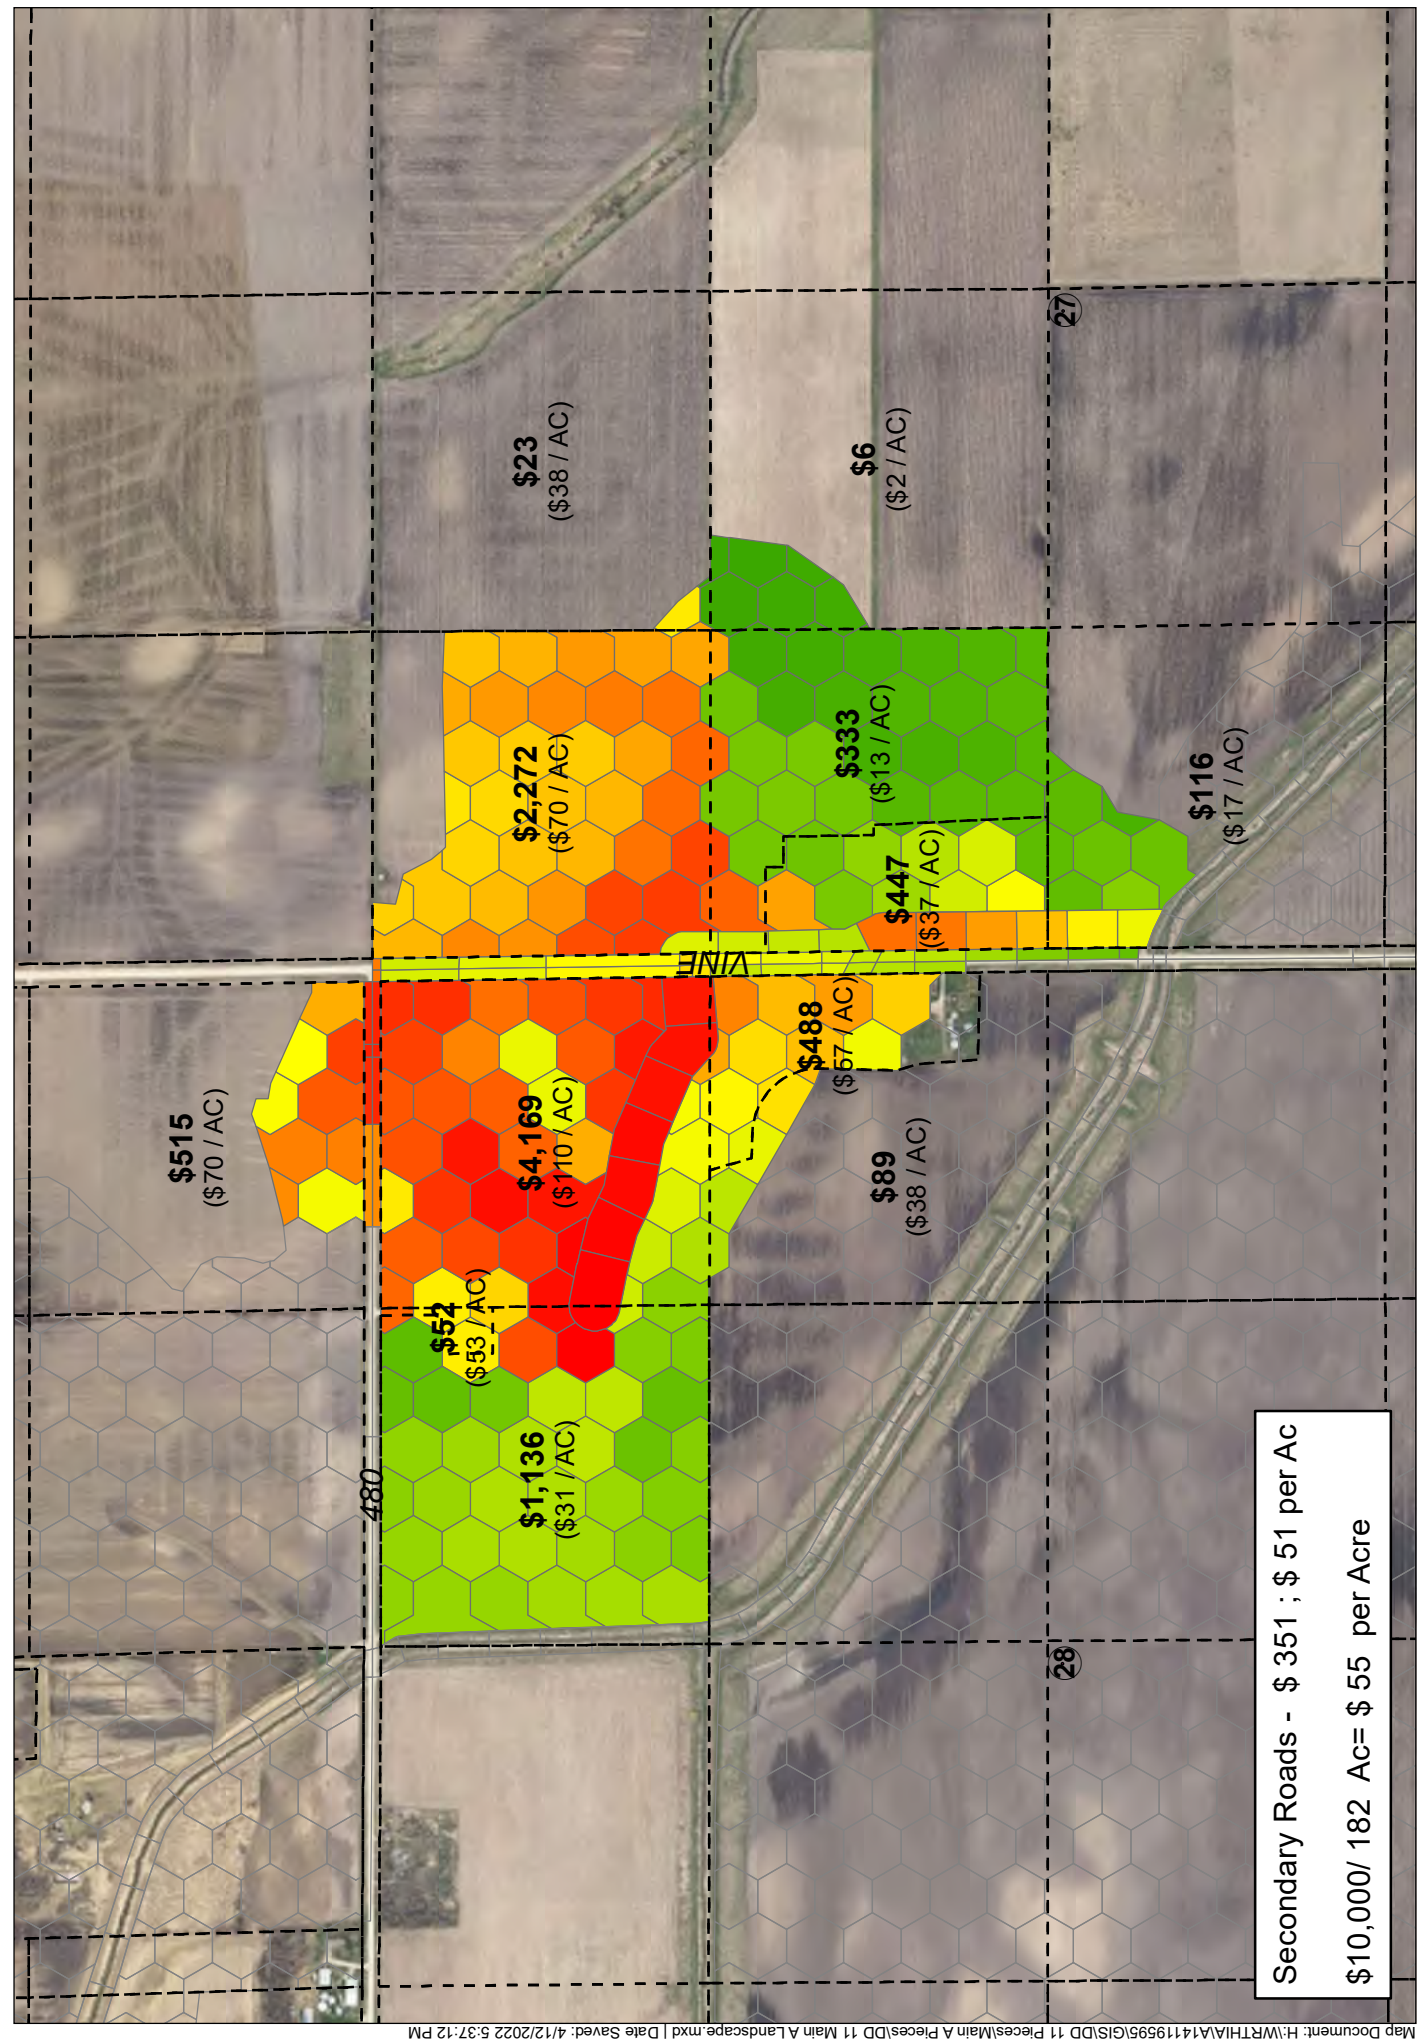 $23
($38 / AC)
$6
($2 / AC)
27
$2,272
($70 / AC)
$333
($13 / AC)
$116
($17 / AC)
$447
($37 / AC)
VINE
$515
($70 / AC)
$4,169
($110 / AC)
$488
($57 / AC)
$89
($38 / AC)
$52
($53 / AC)
$1,136
($31 / AC)
480
28
Secondary Roads - $ 351 ; $ 51 per Ac
$10,000/ 182 Ac= $ 55 per Acre
Map Document: H:\WRTHIA\A14\119595\GIS\DD 11 Pieces\Main A Pieces\DD 11 Main A Landscape.mxd | Date Saved: 4/12/2022 5:37:12 PM